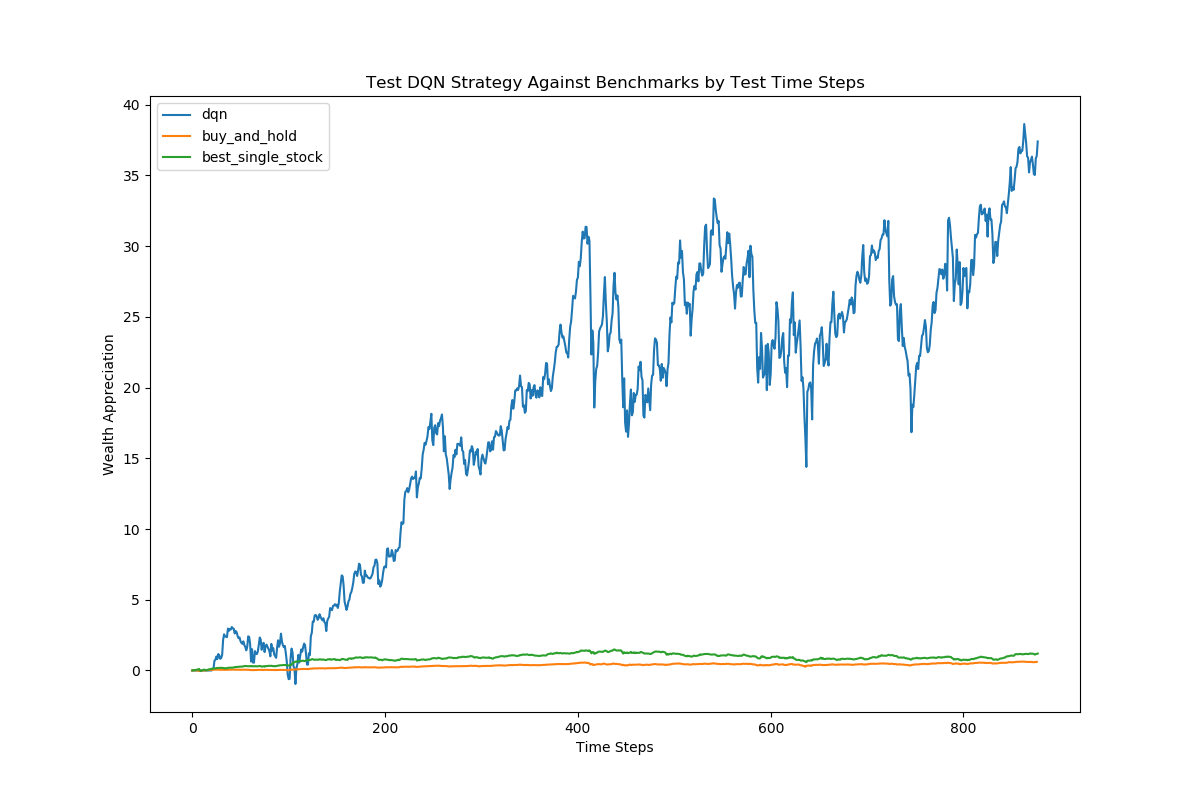 Test DQN Strategy Against Benchmarks by Test Time Steps
dqn
buy_and_hold
best_single_stock
40
35
30
25
20
15
10
5
0
Wealth Appreciation
0 200 400 600 800
Time Steps